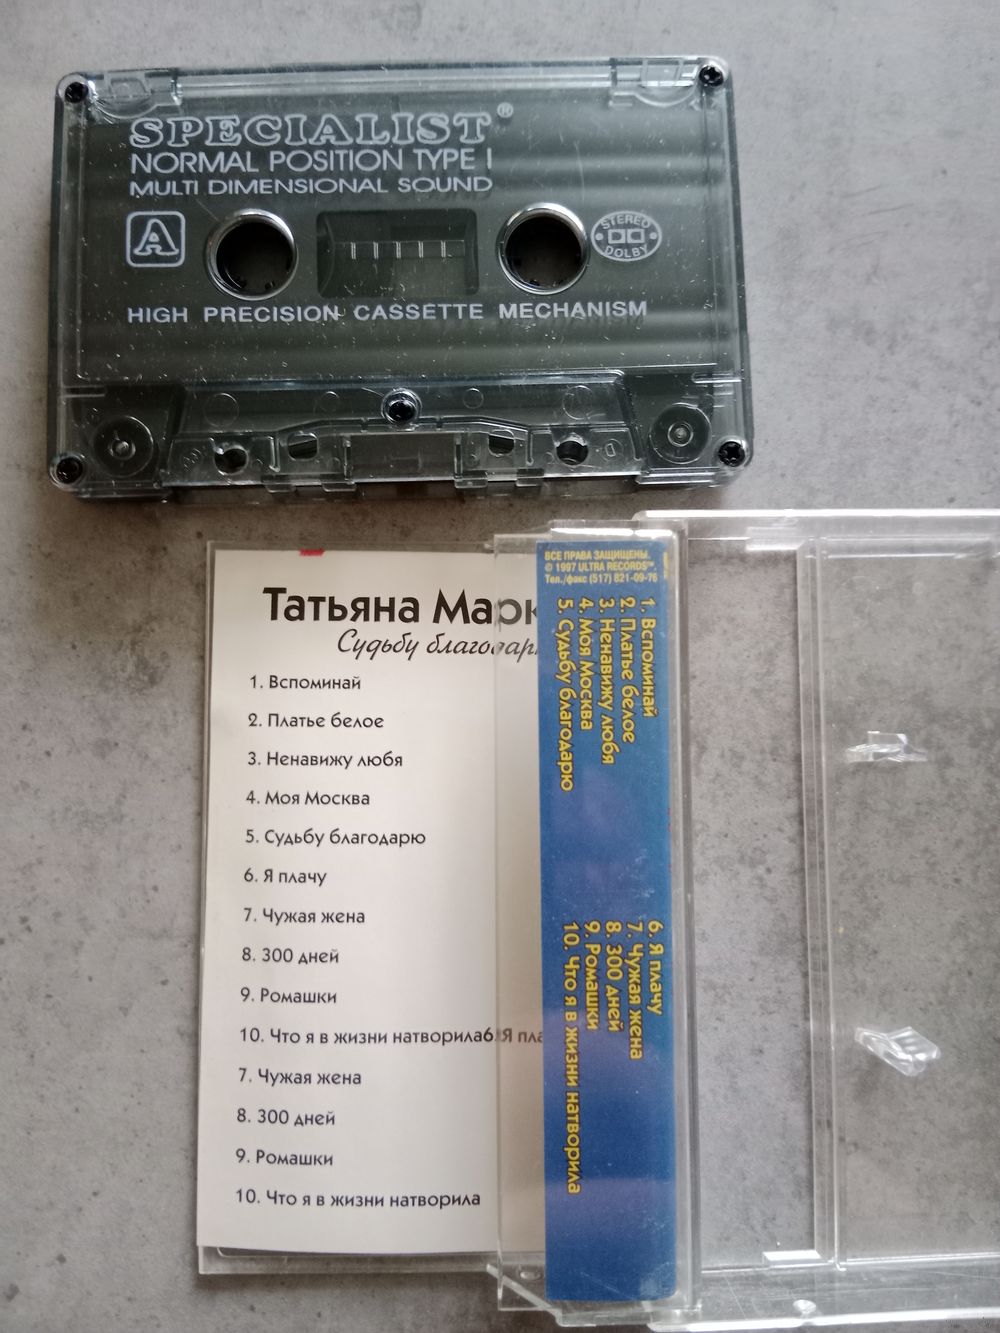 SPECIALIST®
NORMAL POSITION TYPE I
MULTI DIMENSIONAL SOUND
A
STEREO
DOLBY
HIGH PRECISION CASSETTE MECHANISM
Татьяна Марк
Судьбу благодар
1. Вспоминай
2. Платье белое
3. Ненавижу любя
4. Моя Москва
5. Судьбу благодарю
6. Я плачу
7. Чужая жена
8. 300 дней
9. Ромашки
10. Что я в жизни натворила6. Я пла
7. Чужая жена
8. 300 дней
9. Ромашки
10. Что я в жизни натворила
ВСЕ ПРАВА ЗАЩИЩЕНЫ.
© 1997 ULTRA RECORDS™.
Тел./факс (517) 821-09-76
1. Вспоминай
2. Платье белое
3. Ненавижу любя
4. Моя Москва
5. Судьбу благодарю
6. Я плачу
7. Чужая жена
8. 300 дней
9. Ромашки
10. Что я в жизни натворила